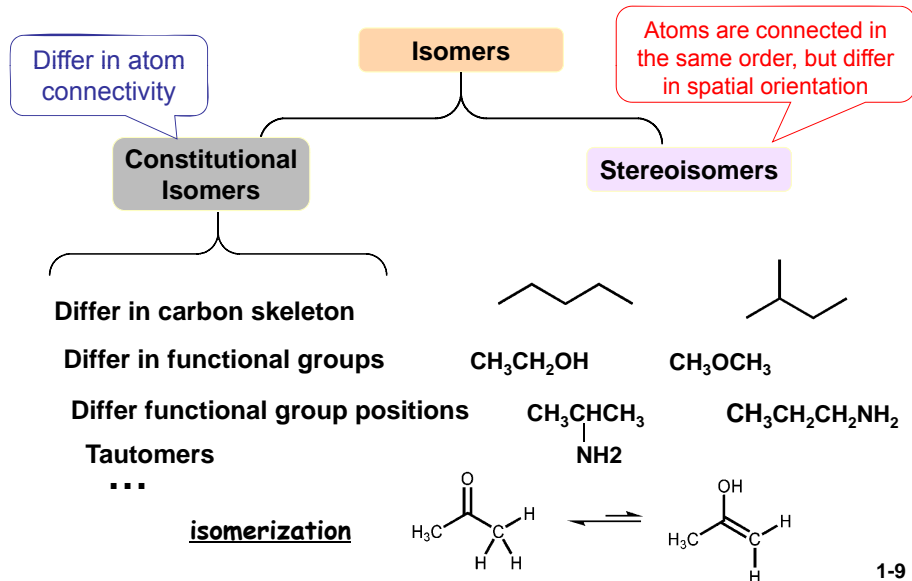 Isomers
Differ in atom
connectivity
Atoms are connected in
the same order, but differ
in spatial orientation
Constitutional
Isomers
Stereoisomers
Differ in carbon skeleton
Differ in functional groups
CH₃CH₂OH
CH₃OCH₃
Differ functional group positions
CH₃CHCH₃
NH2
CH₃CH₂CH₂NH₂
Tautomers
...
isomerization
O
H₃C
H
H
H
OH
H₃C
H
H
1-9